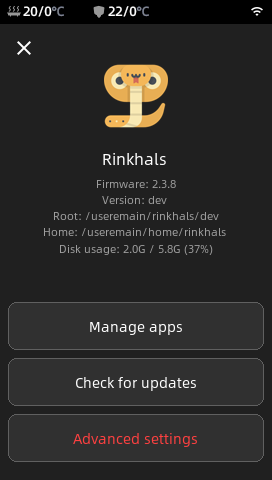 20/0°C 22/0°C
Rinkhals
Firmware: 2.3.8
Version: dev
Root: /useremain/rinkhals/dev
Home: /useremain/home/rinkhals
Disk usage: 2.0G / 5.8G (37%)
Manage apps
Check for updates
Advanced settings